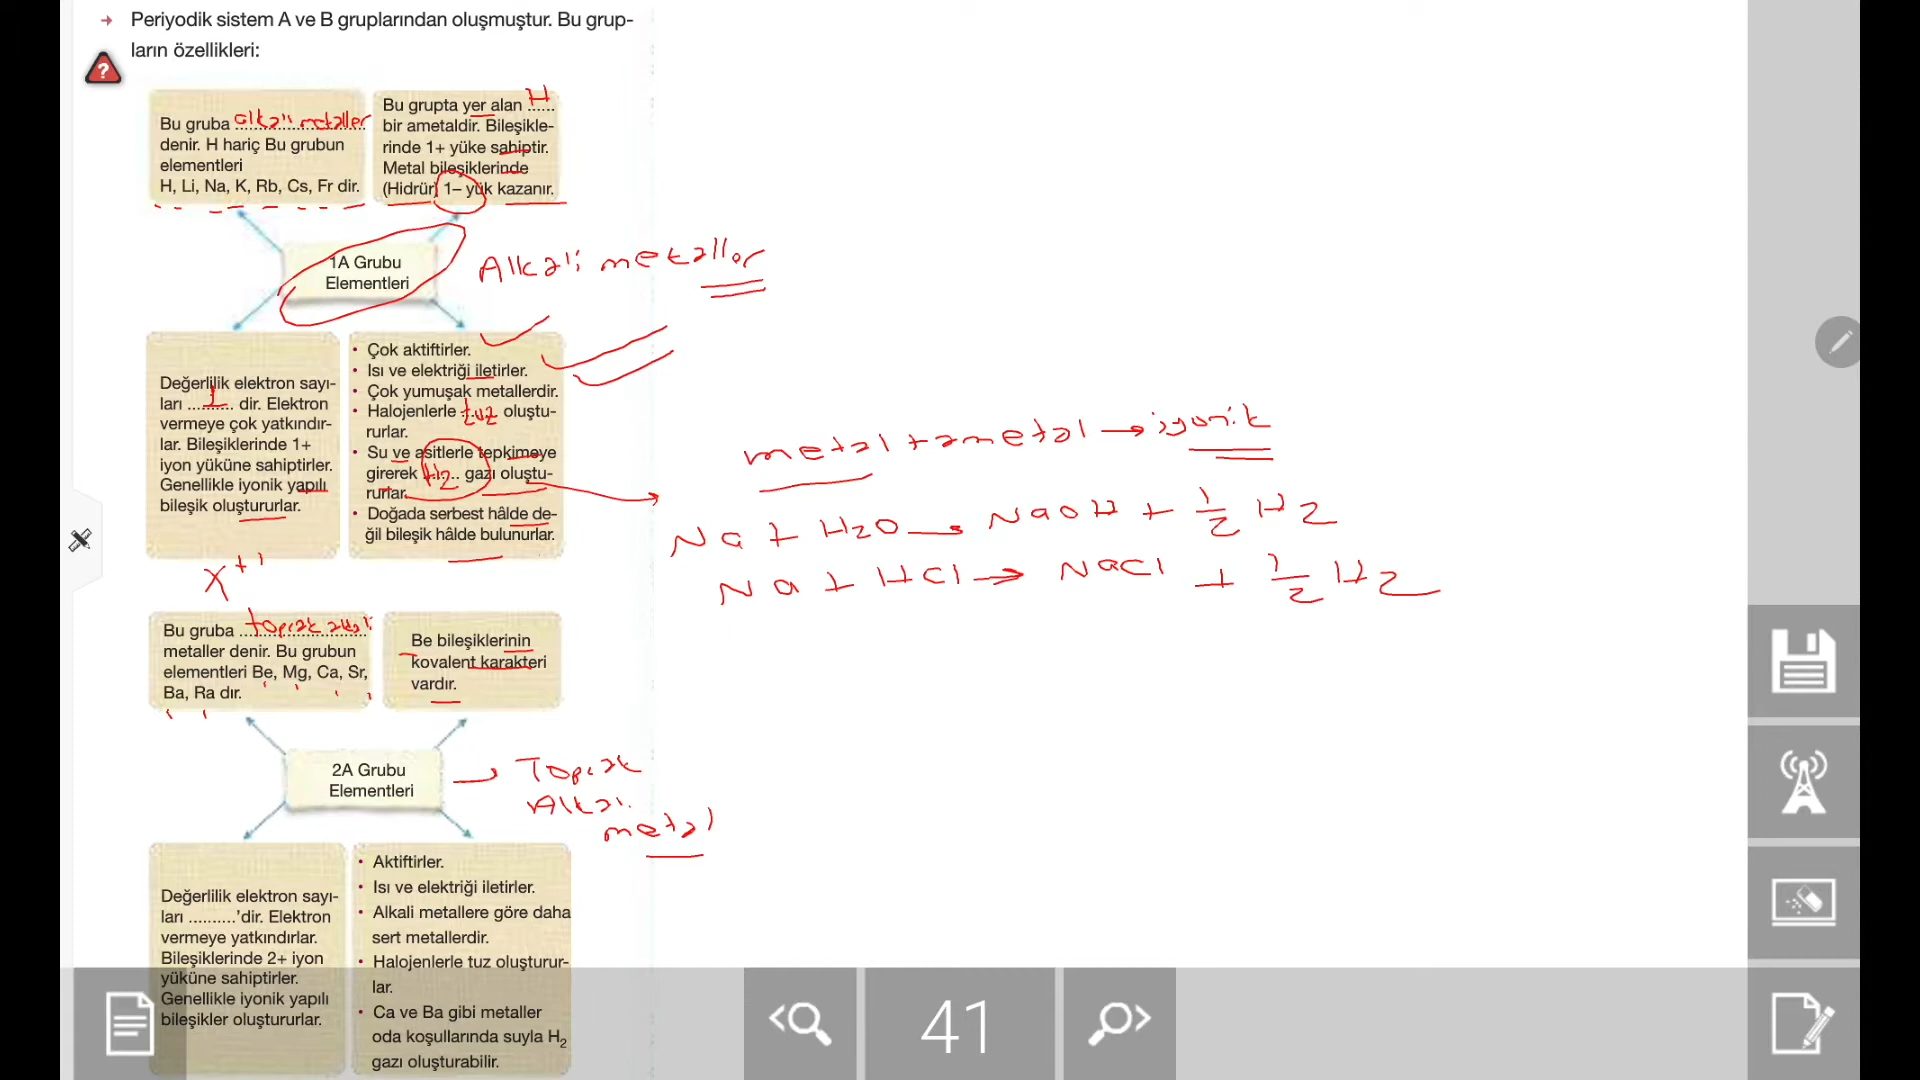 → Periyodik sistem A ve B gruplarından oluşmuştur. Bu grup-
ların özellikleri:
?
Bu gruba alkali metaller
denir. H hariç Bu grubun
elementleri
H, Li, Na, K, Rb, Cs, Fr dir.
Bu grupta yer alan H
bir ametaldir. Bileşikle-
rinde 1+ yüke sahiptir.
Metal bileşiklerinde
(Hidrür) 1– yük kazanır.
1A Grubu
Elementleri
Alkali metaller
Değerlilik elektron sayı-
ları ...1... dir. Elektron
vermeye çok yatkındır-
lar. Bileşiklerinde 1+
iyon yüküne sahiptirler.
Genellikle iyonik yapılı
bileşik oluştururlar.
• Çok aktiftirler.
• Isı ve elektriği iletirler.
• Çok yumuşak metallerdir.
• Halojenlerle tuz oluştu-
rurlar.
• Su ve asitlerle tepkimeye
girerek H2 gazı oluştu-
rurlar.
• Doğada serbest hâlde de-
ğil bileşik hâlde bulunurlar.
metal + ametal → iyonik
Na + H2O → NaOH + 1/2 H2
Na + HCl → NaCl + 1/2 H2
X+1
Bu gruba toprak alkali
metaller denir. Bu grubun
elementleri Be, Mg, Ca, Sr,
Ba, Ra dır.
Be bileşiklerinin
kovalent karakteri
vardır.
2A Grubu
Elementleri
→ Toprak
Alkali
metal
Değerlilik elektron sayı-
ları ..........'dir. Elektron
vermeye yatkındırlar.
Bileşiklerinde 2+ iyon
yüküne sahiptirler.
Genellikle iyonik yapılı
bileşikler oluştururlar.
• Aktiftirler.
• Isı ve elektriği iletirler.
• Alkali metallere göre daha
sert metallerdir.
• Halojenlerle tuz oluşturur-
lar.
• Ca ve Ba gibi metaller
oda koşullarında suyla H2
gazı oluşturabilir.
41